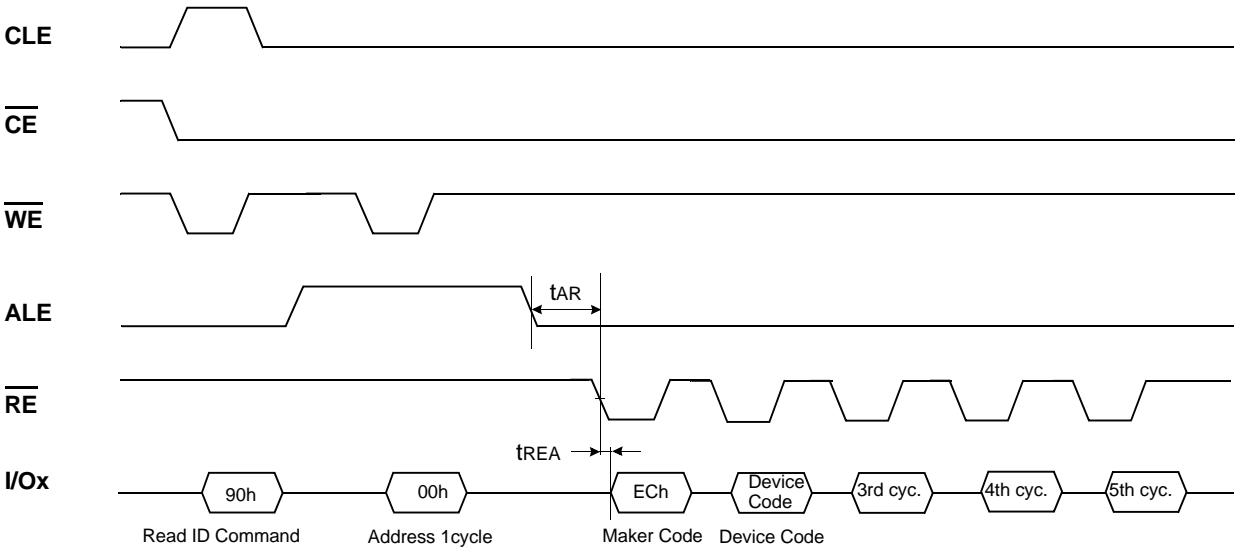 CLE
CE
WE
ALE
tAR
RE
tREA
I/Ox
90h
00h
ECh
Device
Code
3rd cyc.
4th cyc.
5th cyc.
Read ID Command
Address 1cycle
Maker Code
Device Code